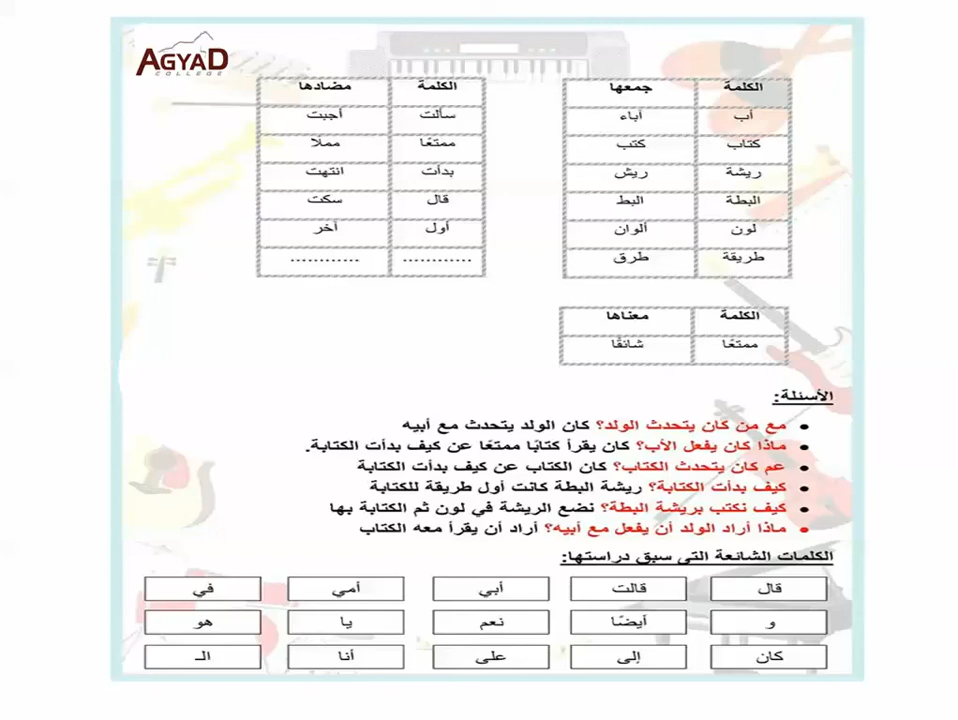 AGYAD
COLLEGE
الكلمة جمعها
أب آباء
كتاب كتب
ريشة ريش
البطة البط
لون ألوان
طريقة طرق
الكلمة مضادها
سألت أجبت
ممتعًا مملًا
بدأت انتهت
قال سكت
أول آخر
............ ............
الكلمة معناها
ممتعًا شائقًا
الأسئلة:
مع من كان يتحدث الولد؟ كان الولد يتحدث مع أبيه
ماذا كان يفعل الأب؟ كان يقرأ كتابًا ممتعًا عن كيف بدأت الكتابة.
عم كان يتحدث الكتاب؟ كان الكتاب عن كيف بدأت الكتابة
كيف بدأت الكتابة؟ ريشة البطة كانت أول طريقة للكتابة
كيف نكتب بريشة البطة؟ نضع الريشة في لون ثم الكتابة بها
ماذا أراد الولد أن يفعل مع أبيه؟ أراد أن يقرأ معه الكتاب
الكلمات الشائعة التي سبق دراستها:
قال قالت أبي أمي في
و أيضًا نعم يا هو
كان إلى على أنا الـ